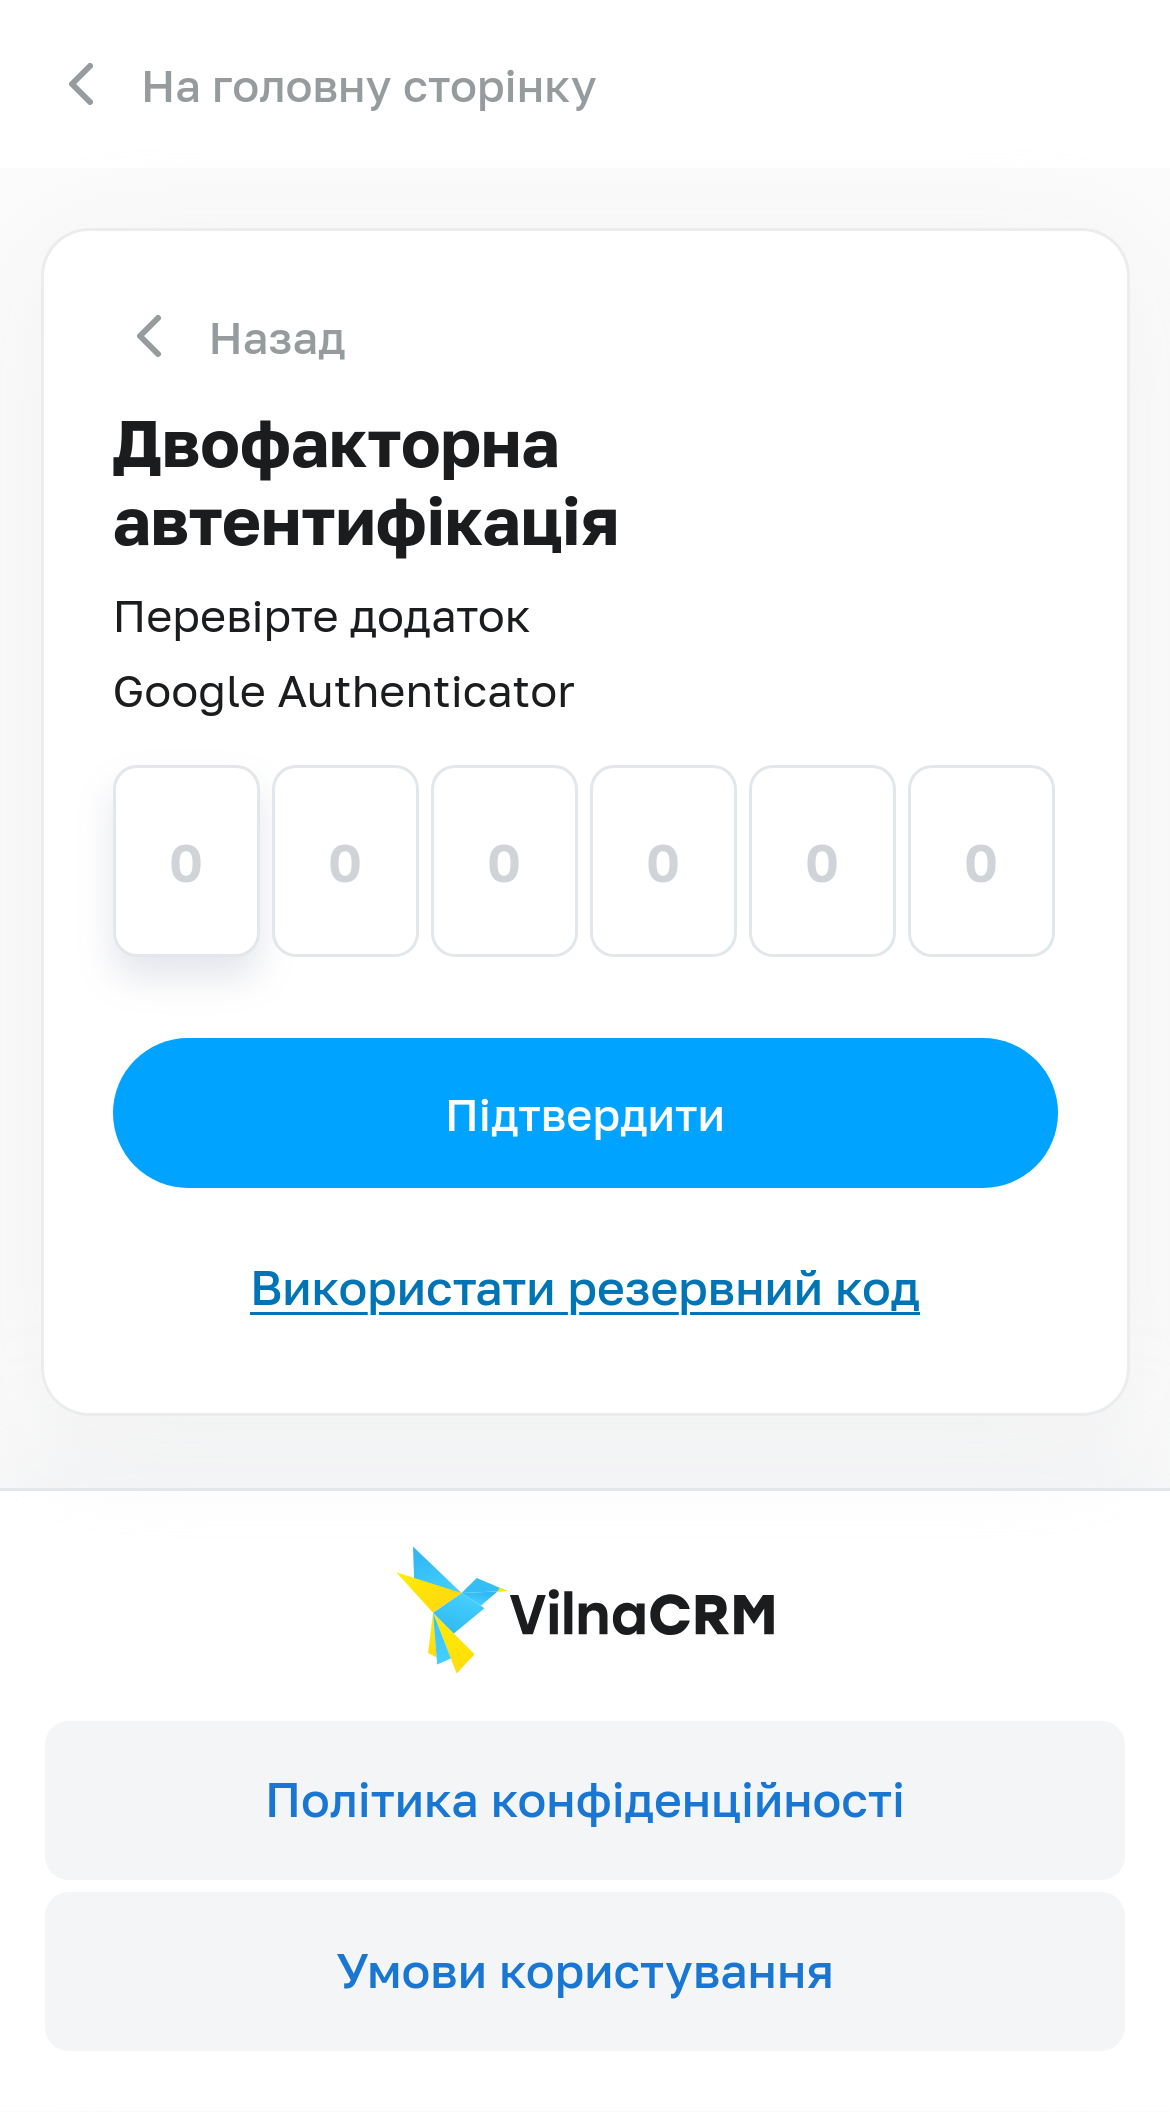 На головну сторінку
Назад
Двофакторна
автентифікація
Перевірте додаток
Google Authenticator
0 0 0 0 0 0
Підтвердити
Використати резервний код
VilnaCRM
Політика конфіденційності
Умови користування